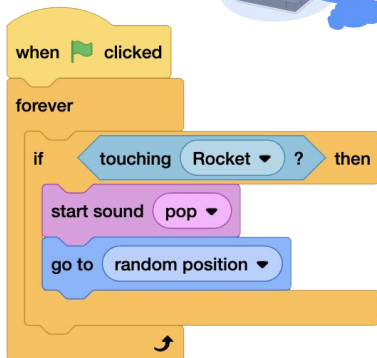 when clicked
forever
if touching Rocket ? then
start sound pop
go to random position